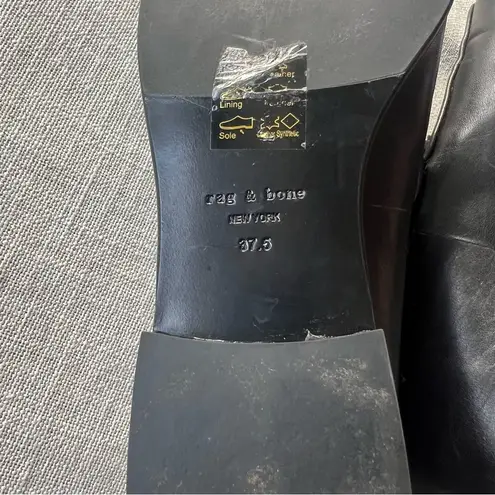 Lining
Sole
rag & bone
NEW YORK
37.5